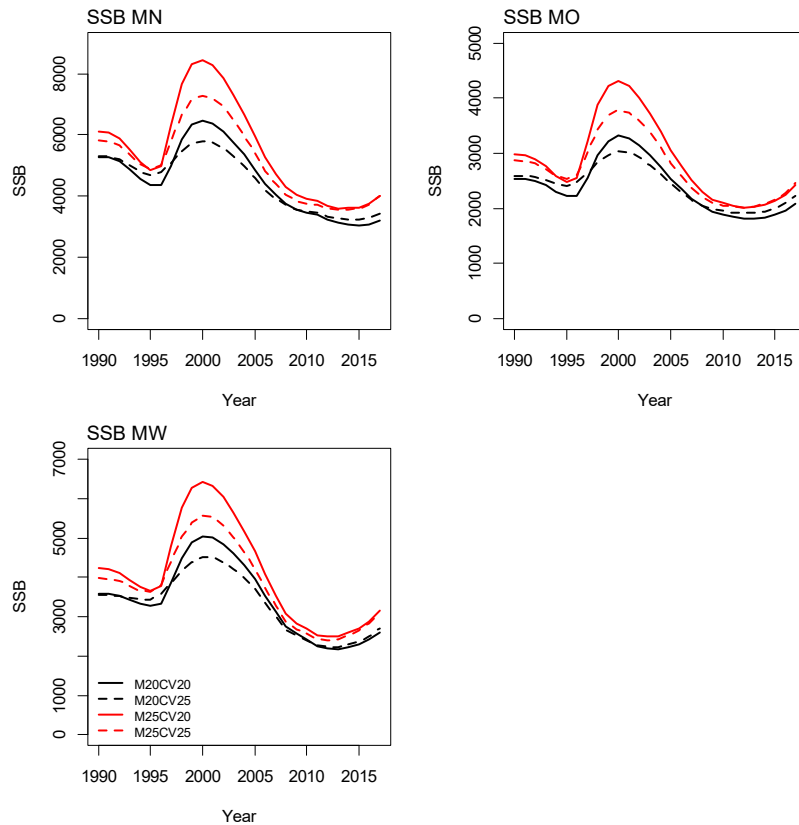 SSB MN
SSB
0 2000 4000 6000 8000
1990 1995 2000 2005 2010 2015
Year
SSB MO
SSB
0 1000 2000 3000 4000 5000
1990 1995 2000 2005 2010 2015
Year
SSB MW
SSB
0 1000 3000 5000 7000
M20CV20
M20CV25
M25CV20
M25CV25
1990 1995 2000 2005 2010 2015
Year